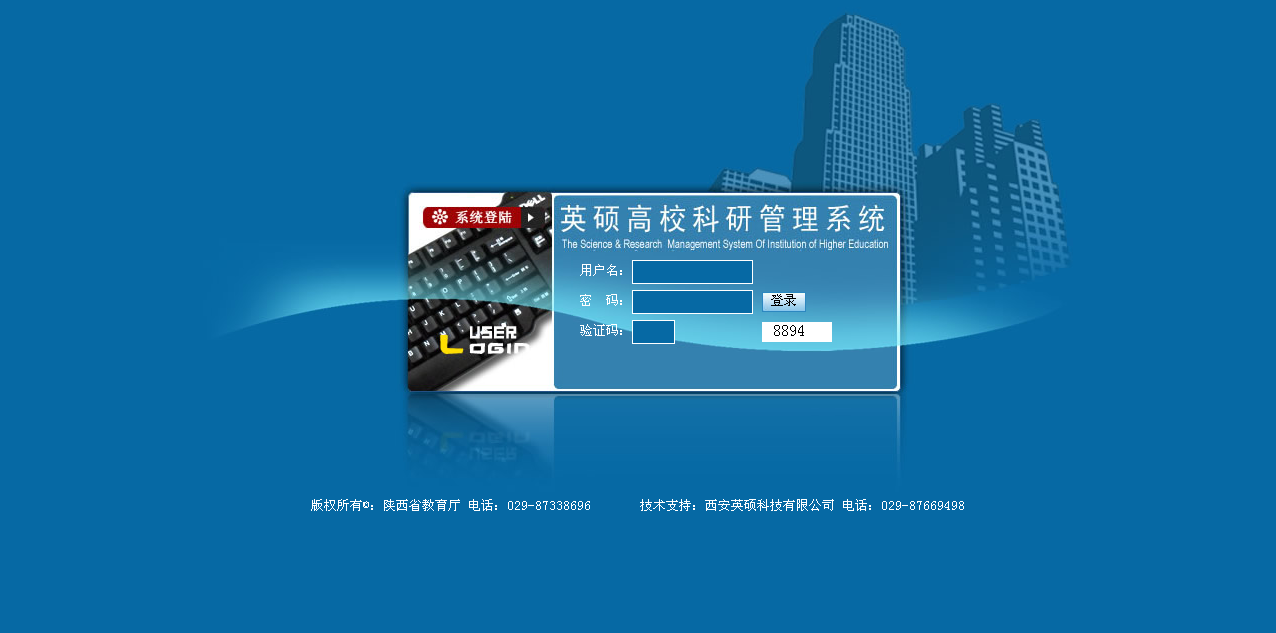 DELL
系统登陆
英硕高校科研管理系统
The Science & Research Management System Of Institution of Higher Education
用户名：
密 码：
登录
验证码：
8894
USER
LOGIN
版权所有©：陕西省教育厅 电话：029-87338696 技术支持：西安英硕科技有限公司 电话：029-87669498